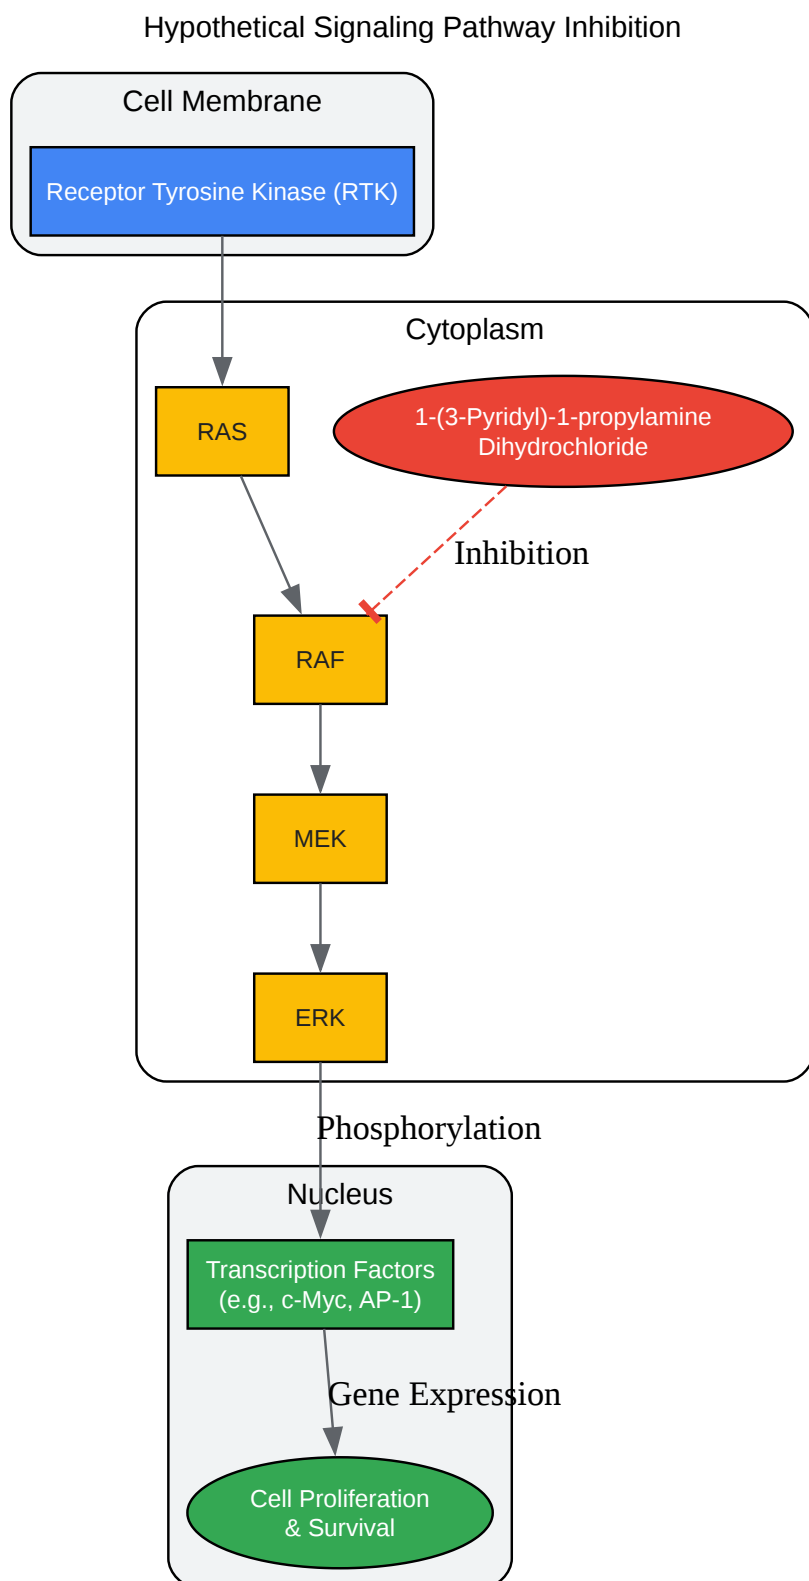 Hypothetical Signaling Pathway Inhibition
Cell Membrane
Receptor Tyrosine Kinase (RTK)
Cytoplasm
RAS
1-(3-Pyridyl)-1-propylamine
Dihydrochloride
Inhibition
RAF
MEK
ERK
Phosphorylation
Nucleus
Transcription Factors
(e.g., c-Myc, AP-1)
Gene Expression
Cell Proliferation
& Survival